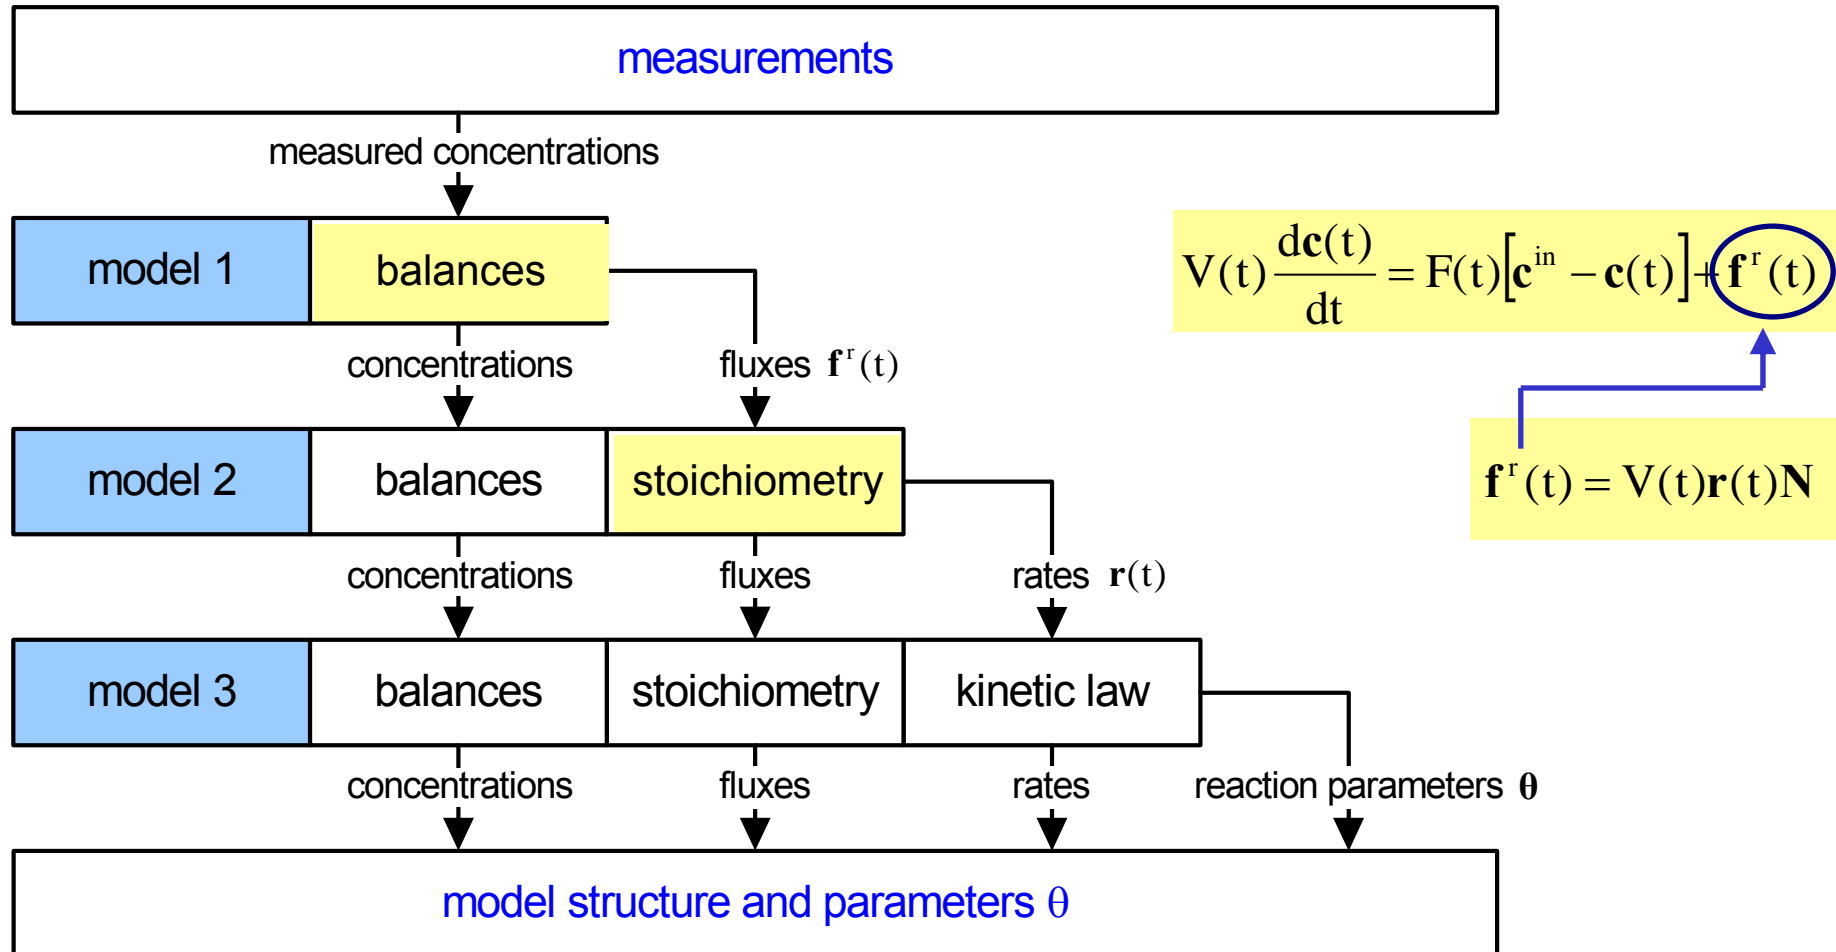 measurements
measured concentrations
model 1 balances
V(t) dc(t)/dt = F(t)[c^in − c(t)] + f^r(t)
concentrations fluxes f^r(t)
model 2 balances stoichiometry
f^r(t) = V(t)r(t)N
concentrations fluxes rates r(t)
model 3 balances stoichiometry kinetic law
concentrations fluxes rates reaction parameters θ
model structure and parameters θ